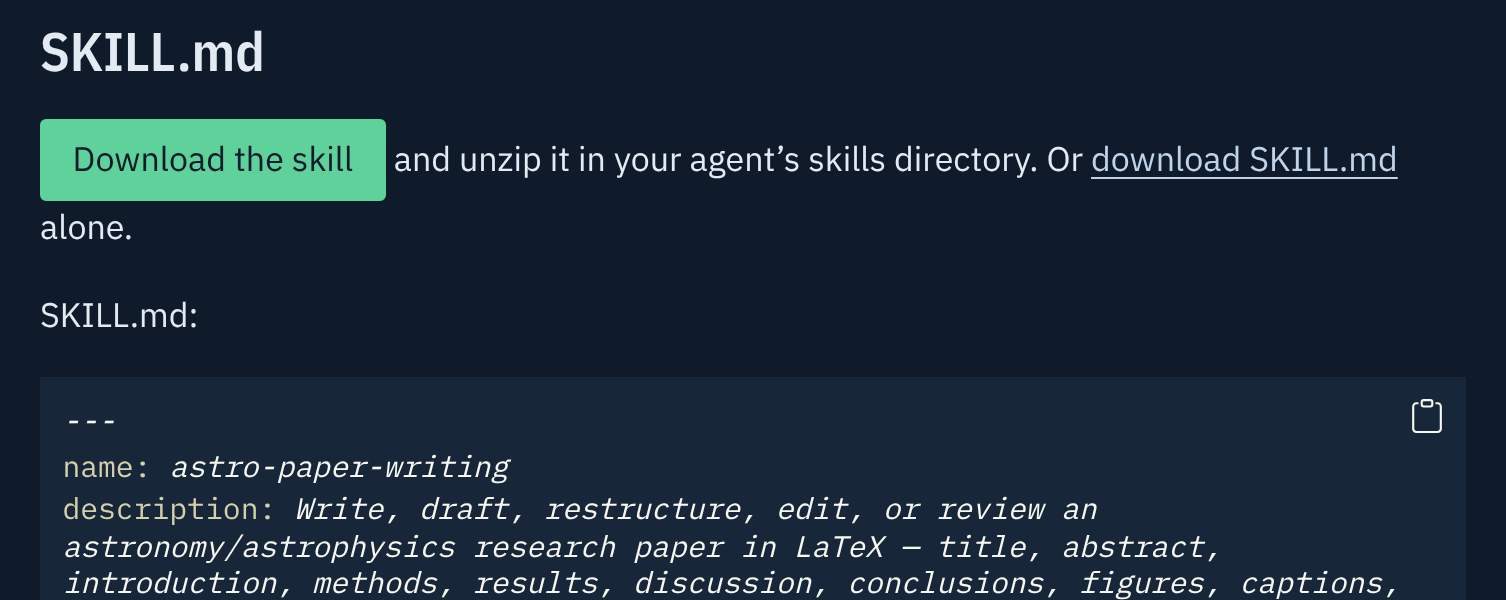 SKILL.md
Download the skill and unzip it in your agent’s skills directory. Or download SKILL.md
alone.
SKILL.md:
---
name: astro-paper-writing
description: Write, draft, restructure, edit, or review an
astronomy/astrophysics research paper in LaTeX — title, abstract,
introduction, methods, results, discussion, conclusions, figures, captions,